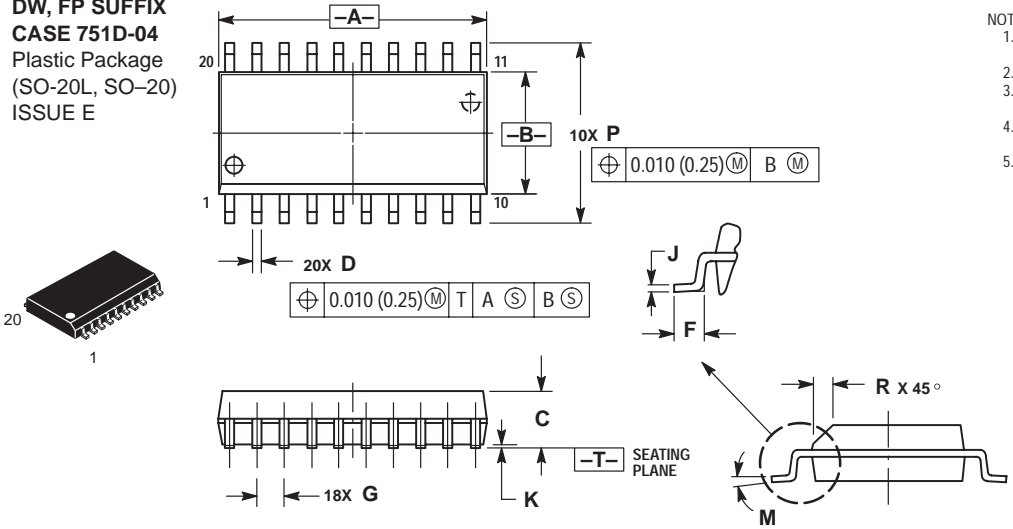 DW, FP SUFFIX
CASE 751D-04
Plastic Package
(SO-20L, SO–20)
ISSUE E
–A–
20
11
–B–
10X P
0.010 (0.25) M B M
1
10
20X D
0.010 (0.25) M T A S B S
20
1
J
F
C
–T– SEATING
PLANE
18X G
K
R X 45°
M
NOT
1.
2.
3.
4.
5.